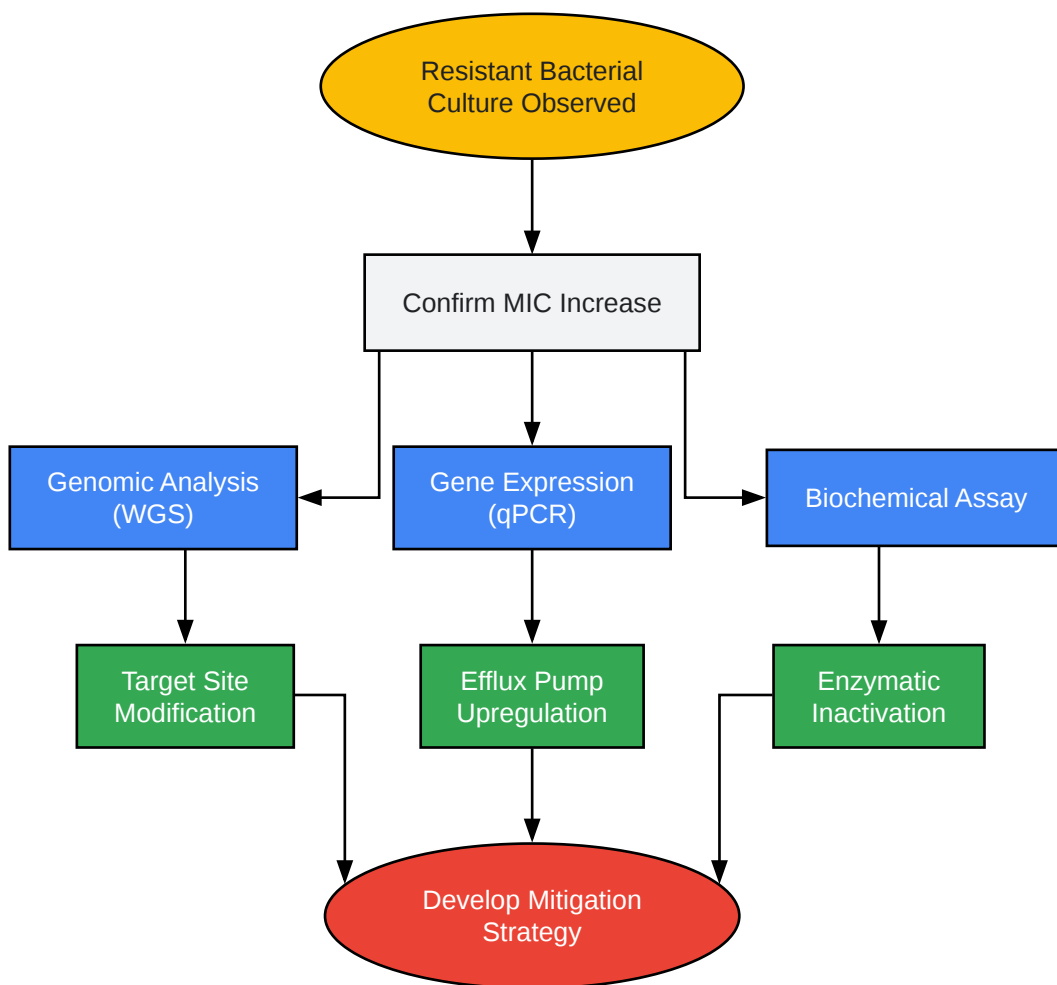 Resistant Bacterial
Culture Observed
Confirm MIC Increase
Genomic Analysis
(WGS)
Gene Expression
(qPCR)
Biochemical Assay
Target Site
Modification
Efflux Pump
Upregulation
Enzymatic
Inactivation
Develop Mitigation
Strategy